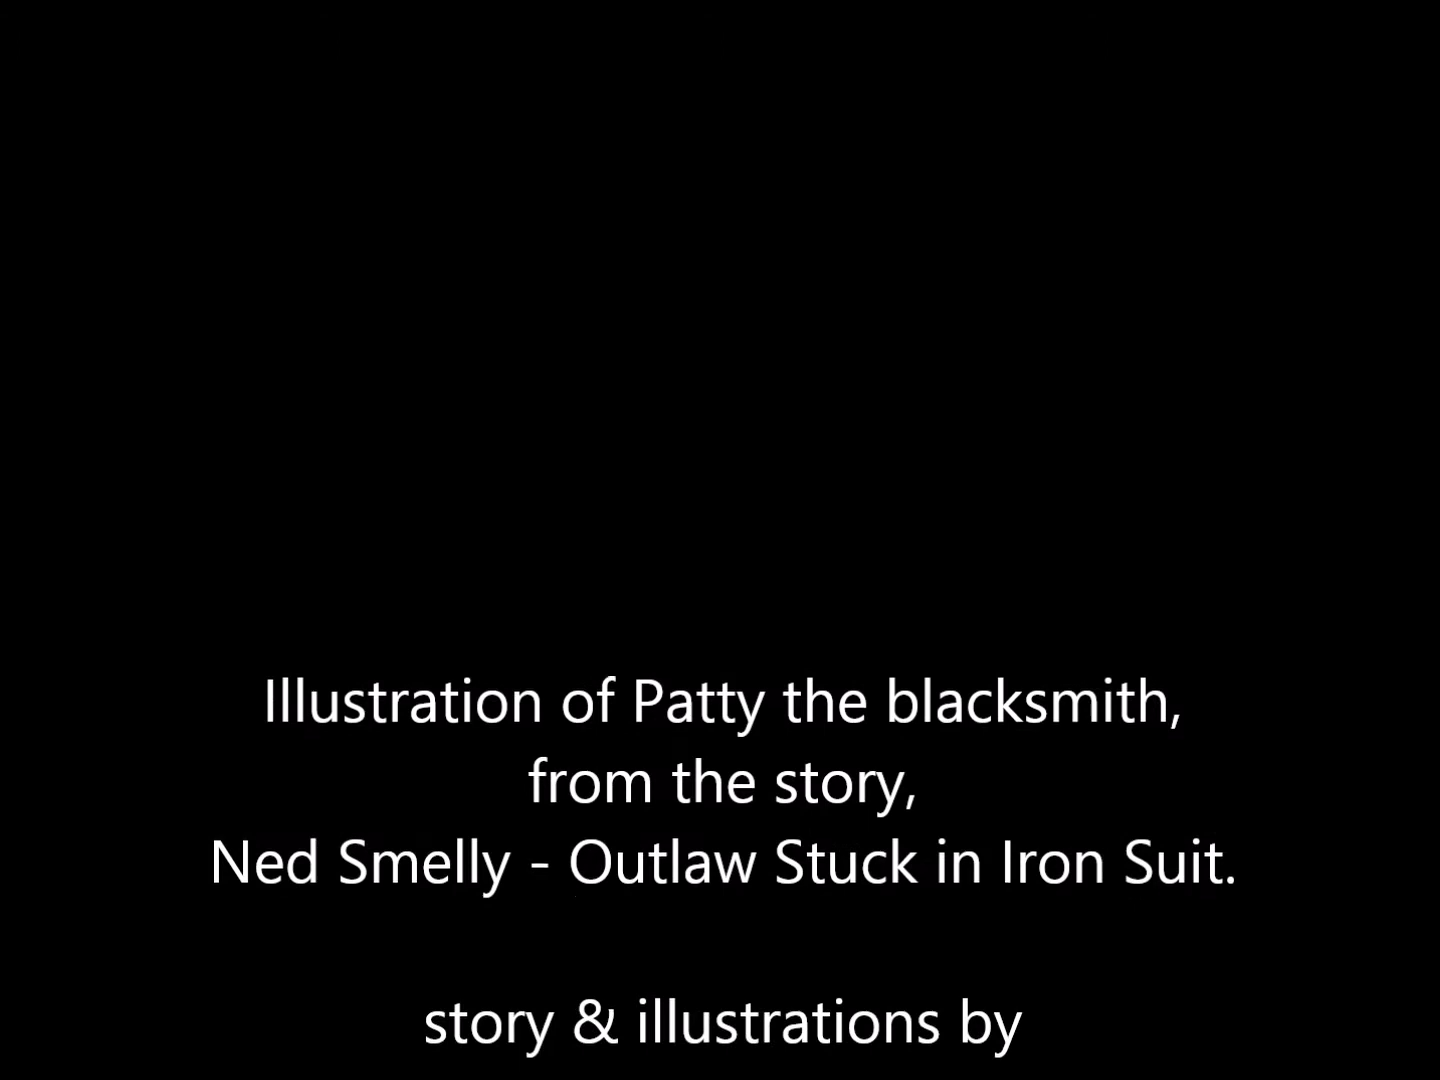 Illustration of Patty the blacksmith,
from the story,
Ned Smelly - Outlaw Stuck in Iron Suit.
story & illustrations by